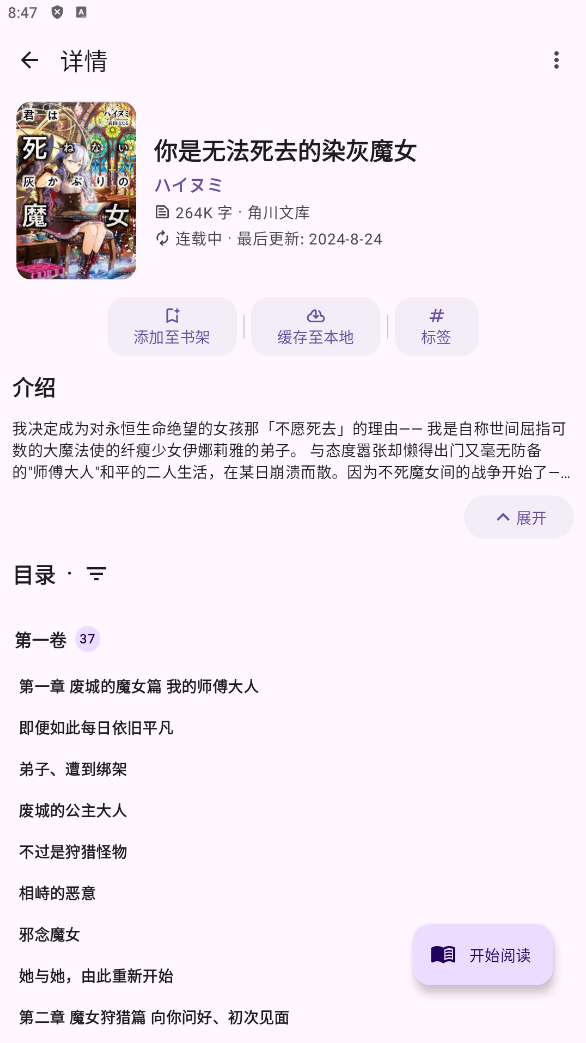 8:47
详情
君は
ハイヌミ
死ねない
灰かぶりの
魔女
你是无法死去的染灰魔女
ハイヌミ
264K 字 · 角川文库
连载中 · 最后更新: 2024-8-24
添加至书架
缓存至本地
标签
介绍
我决定成为对永恒生命绝望的女孩那「不愿死去」的理由—— 我是自称世间屈指可
数的大魔法使的纤瘦少女伊娜莉雅的弟子。 与态度嚣张却懒得出门又毫无防备
的"师傅大人"和平的二人生活，在某日崩溃而散。因为不死魔女间的战争开始了—…
展开
目录 ·
第一卷 37
第一章 废城的魔女篇 我的师傅大人
即便如此每日依旧平凡
弟子、遭到绑架
废城的公主大人
不过是狩猎怪物
相峙的恶意
邪念魔女
她与她，由此重新开始
开始阅读
第二章 魔女狩猎篇 向你问好、初次见面